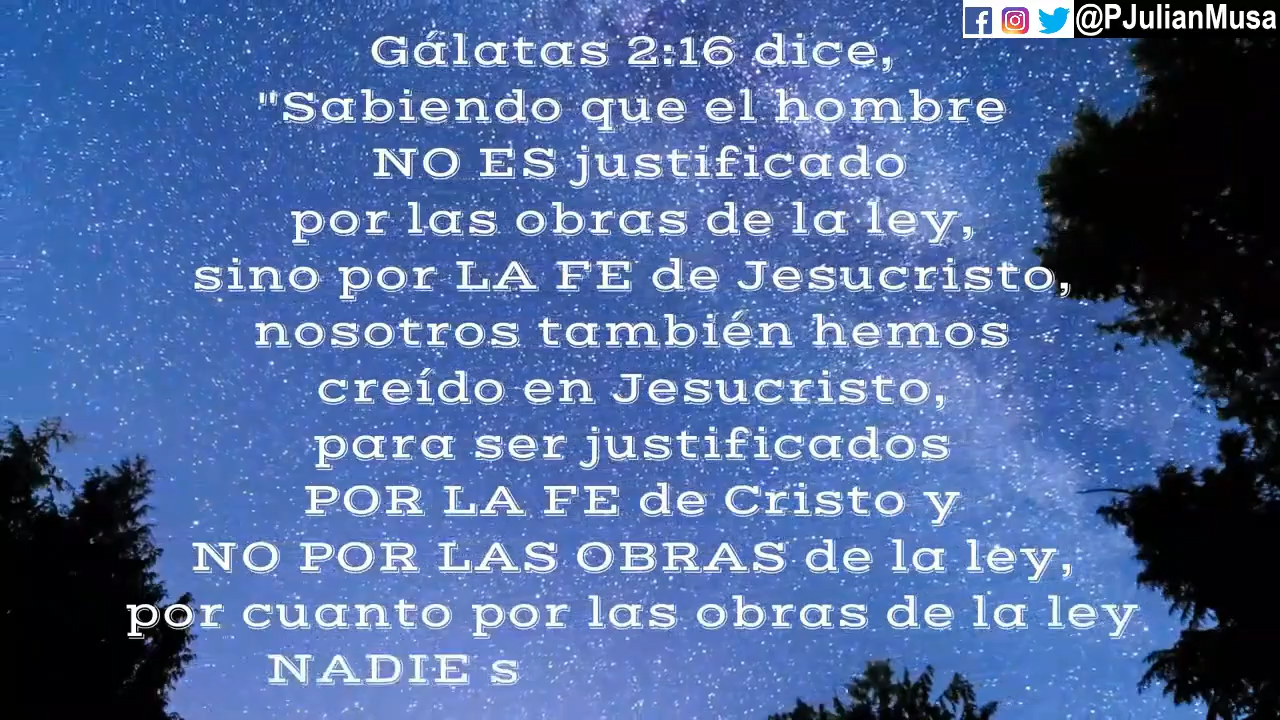 @PJulianMusa
Gálatas 2:16 dice,
"Sabiendo que el hombre
NO ES justificado
por las obras de la ley,
sino por LA FE de Jesucristo,
nosotros también hemos
creído en Jesucristo,
para ser justificados
POR LA FE de Cristo y
NO POR LAS OBRAS de la ley,
por cuanto por las obras de la ley
NADIE s